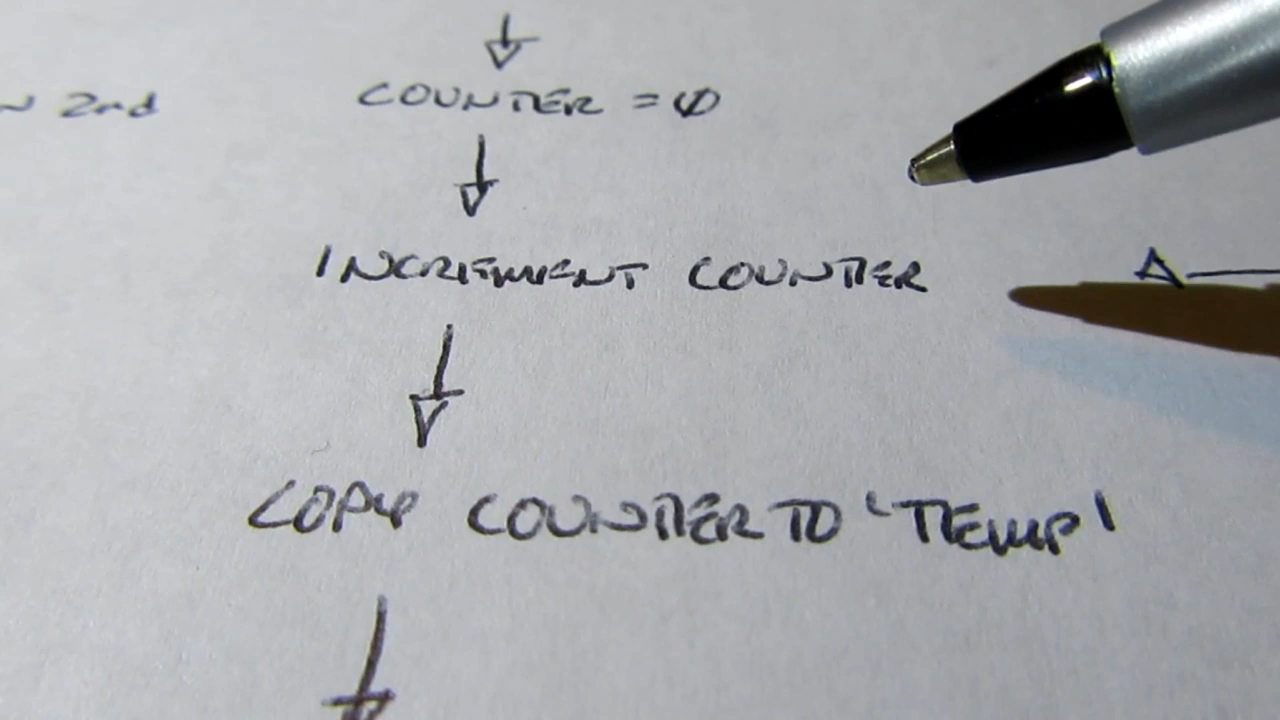 2nd
COUNTER = Ø
INCREMENT COUNTER
COPY COUNTER TO 'TEMP'